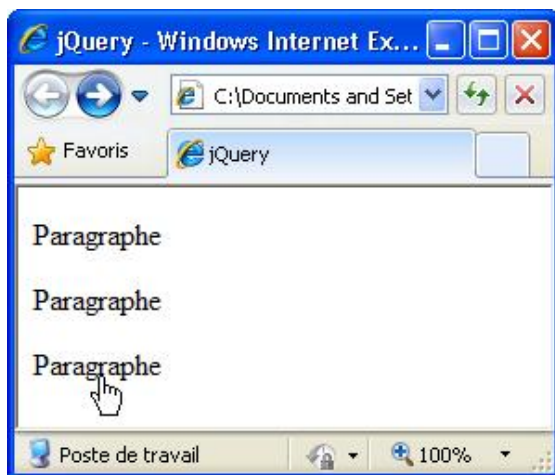 jQuery - Windows Internet Ex...
C:\Documents and Set
Favoris
jQuery
Paragraphe
Paragraphe
Paragraphe
Poste de travail
100%